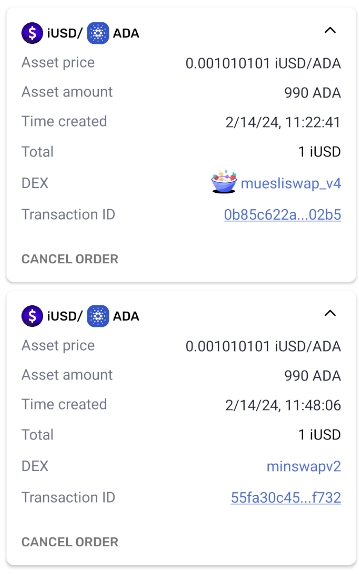 iUSD/ ADA
Asset price 0.001010101 iUSD/ADA
Asset amount 990 ADA
Time created 2/14/24, 11:22:41
Total 1 iUSD
DEX muesliswap_v4
Transaction ID 0b85c622a...02b5
CANCEL ORDER
iUSD/ ADA
Asset price 0.001010101 iUSD/ADA
Asset amount 990 ADA
Time created 2/14/24, 11:48:06
Total 1 iUSD
DEX minswapv2
Transaction ID 55fa30c45...f732
CANCEL ORDER